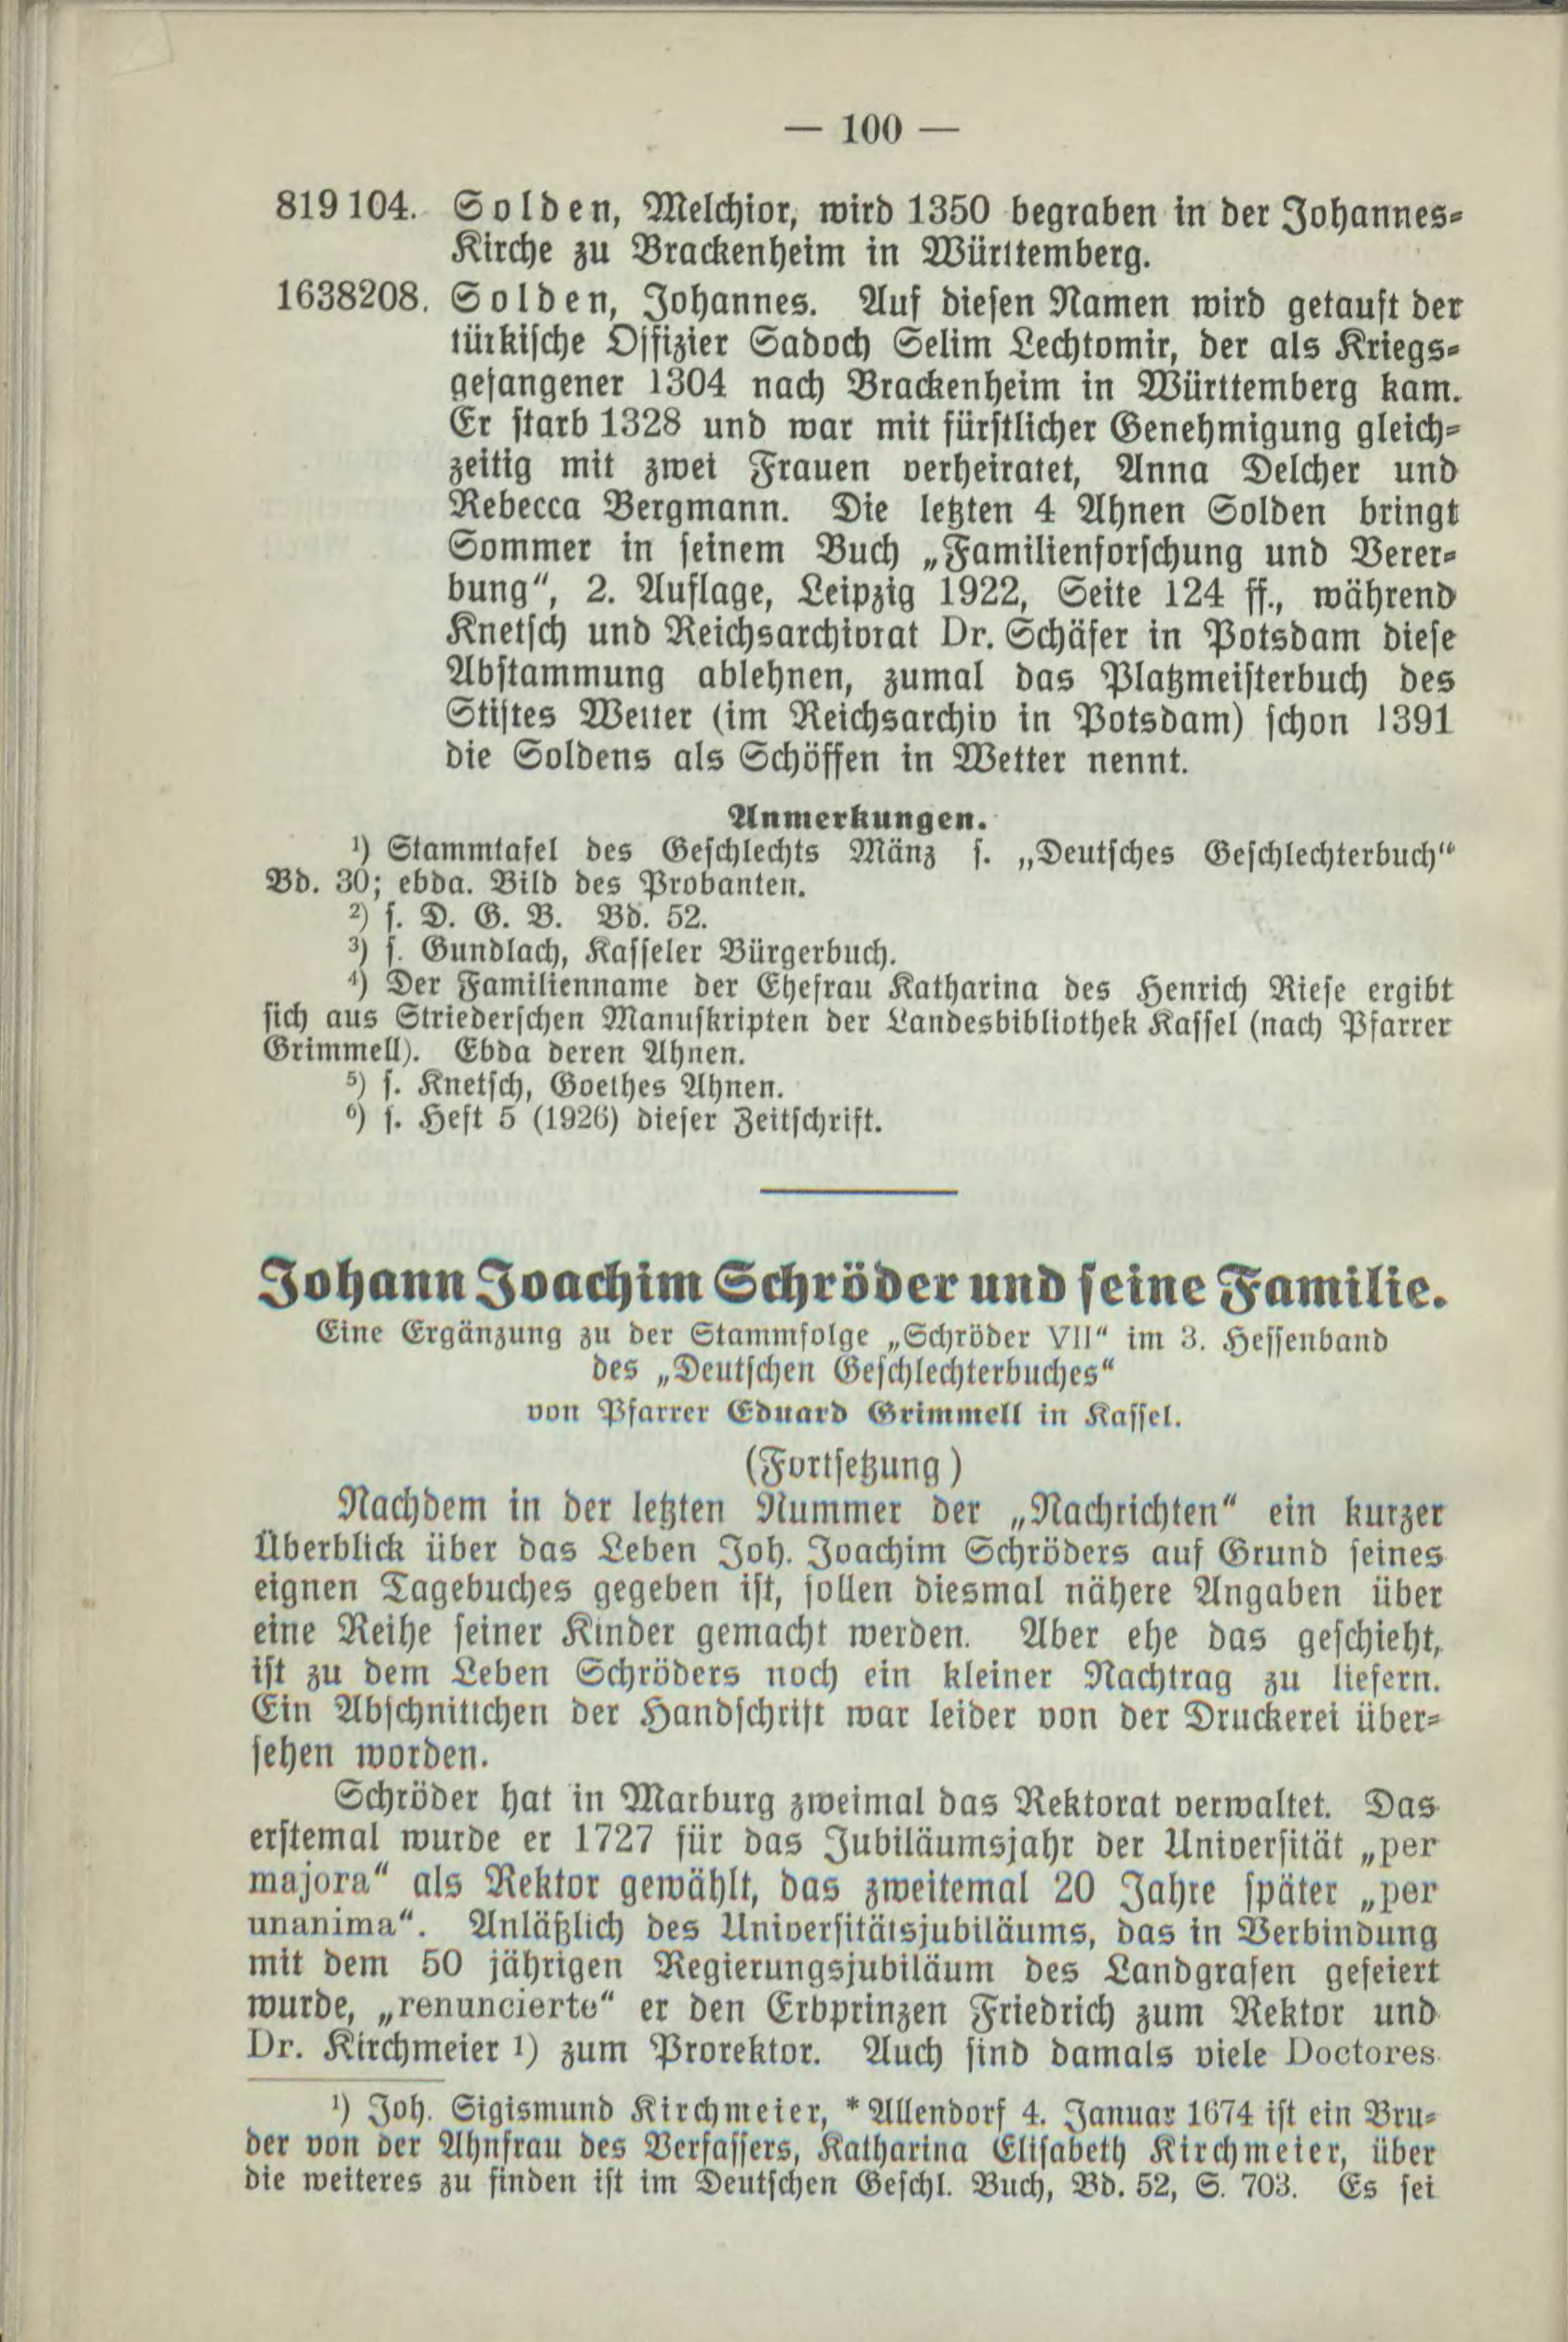 — 100 —
819 104. Solden, Melchior, wird 1350 begraben in der Johannes-
Kirche zu Brackenheim in Württemberg.
1638208. Solden, Johannes. Auf diesen Namen wird getauft der
türkische Offizier Sadoch Selim Lechtomir, der als Kriegs-
gefangener 1304 nach Brackenheim in Württemberg kam.
Er starb 1328 und war mit fürstlicher Genehmigung gleich-
zeitig mit zwei Frauen verheiratet, Anna Delcher und
Rebecca Bergmann. Die letzten 4 Ahnen Solden bringt
Sommer in seinem Buch „Familienforschung und Verer-
bung“, 2. Auflage, Leipzig 1922, Seite 124 ff., während
Knetsch und Reichsarchivrat Dr. Schäfer in Potsdam diese
Abstammung ablehnen, zumal das Platzmeisterbuch des
Stiftes Wetter (im Reichsarchiv in Potsdam) schon 1391
die Soldens als Schöffen in Wetter nennt.
Anmerkungen.
¹) Stammtafel des Geschlechts Mänz s. „Deutsches Geschlechterbuch“
Bd. 30; ebda. Bild des Probanten.
²) s. D. G. B. Bd. 52.
³) s. Gundlach, Kasseler Bürgerbuch.
⁴) Der Familienname der Ehefrau Katharina des Henrich Riese ergibt
sich aus Striederschen Manuskripten der Landesbibliothek Kassel (nach Pfarrer
Grimmell). Ebda deren Ahnen.
⁵) s. Knetsch, Goethes Ahnen.
⁶) s. Heft 5 (1926) dieser Zeitschrift.
Johann Joachim Schröder und seine Familie.
Eine Ergänzung zu der Stammfolge „Schröder VII“ im 3. Hessenband
des „Deutschen Geschlechterbuches“
von Pfarrer Eduard Grimmell in Kassel.
(Fortsetzung)
Nachdem in der letzten Nummer der „Nachrichten“ ein kurzer
Überblick über das Leben Joh. Joachim Schröders auf Grund seines
eignen Tagebuches gegeben ist, sollen diesmal nähere Angaben über
eine Reihe seiner Kinder gemacht werden. Aber ehe das geschieht,
ist zu dem Leben Schröders noch ein kleiner Nachtrag zu liefern.
Ein Abschnittchen der Handschrift war leider von der Druckerei über-
sehen worden.
Schröder hat in Marburg zweimal das Rektorat verwaltet. Das
erstemal wurde er 1727 für das Jubiläumsjahr der Universität „per
majora“ als Rektor gewählt, das zweitemal 20 Jahre später „per
unanima“. Anläßlich des Universitätsjubiläums, das in Verbindung
mit dem 50 jährigen Regierungsjubiläum des Landgrafen gefeiert
wurde, „renuncierte“ er den Erbprinzen Friedrich zum Rektor und
Dr. Kirchmeier ¹) zum Prorektor. Auch sind damals viele Doctores
¹) Joh. Sigismund Kirchmeier, * Allendorf 4. Januar 1674 ist ein Bru-
der von der Ahnfrau des Verfassers, Katharina Elisabeth Kirchmeier, über
die weiteres zu finden ist im Deutschen Geschl. Buch, Bd. 52, S. 703. Es sei